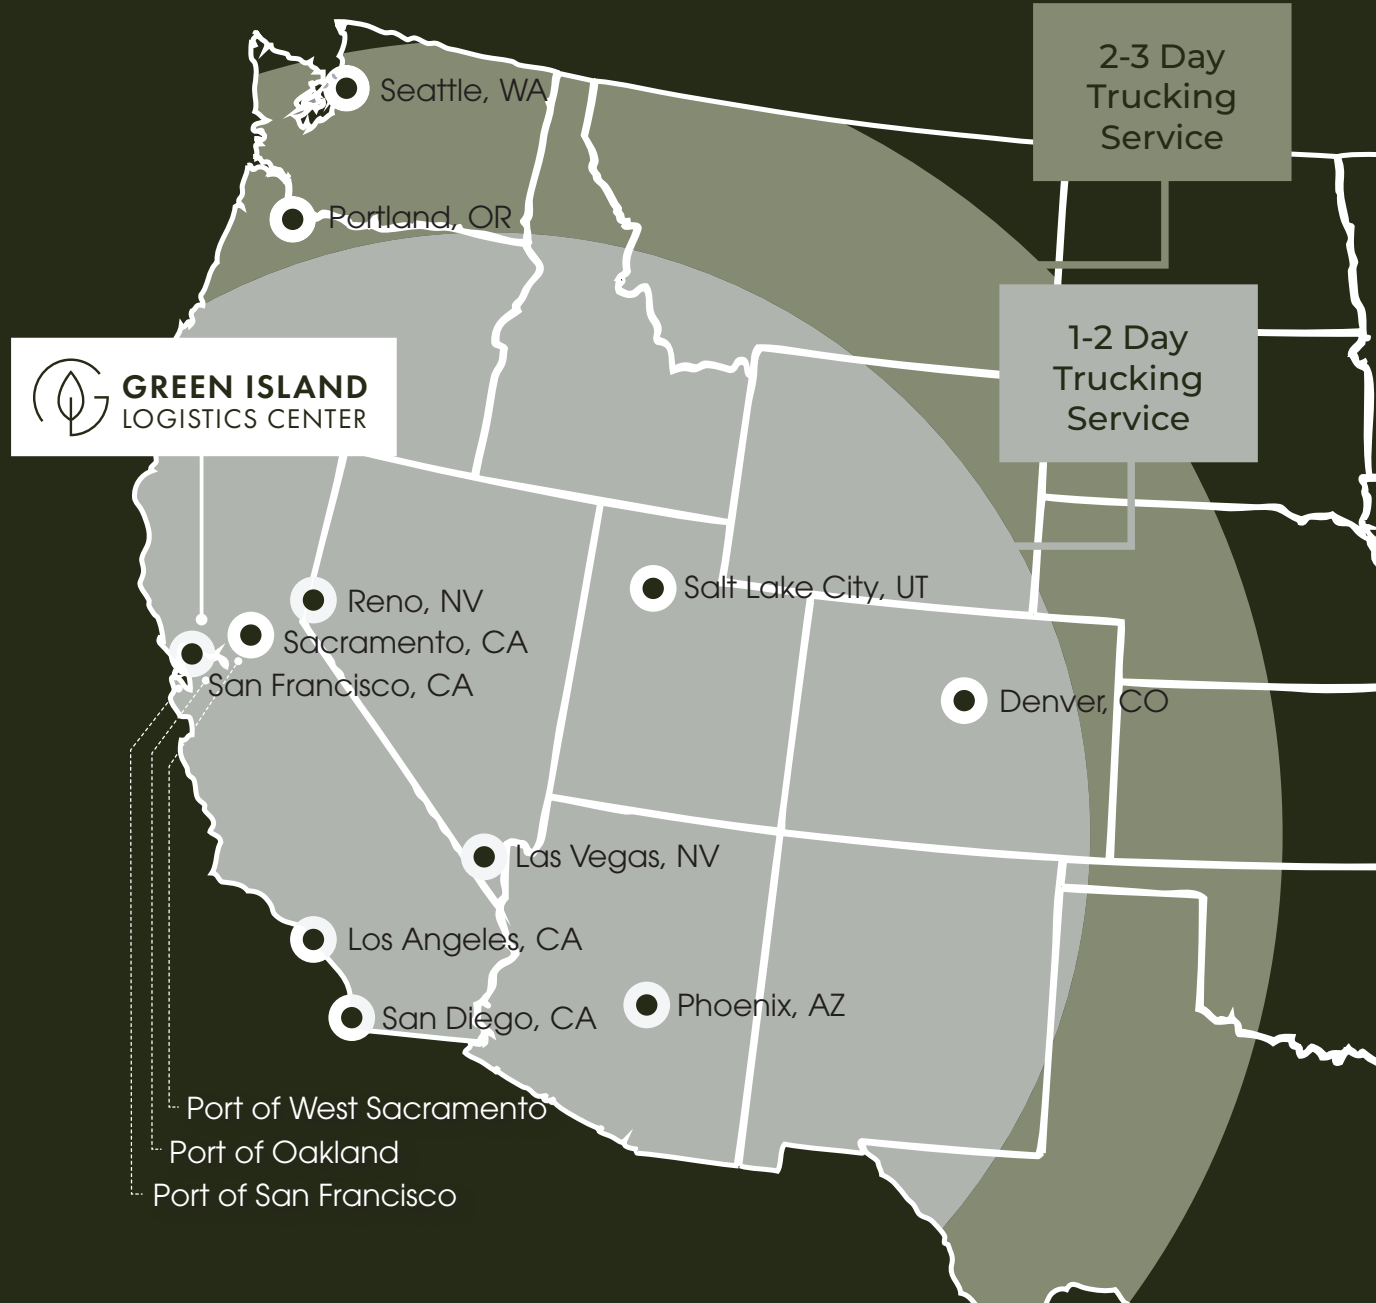 2-3 Day
Trucking
Service
Seattle, WA
Portland, OR
1-2 Day
Trucking
Service
GREEN ISLAND
LOGISTICS CENTER
Salt Lake City, UT
Reno, NV
Sacramento, CA
San Francisco, CA
Denver, CO
Las Vegas, NV
Los Angeles, CA
Phoenix, AZ
San Diego, CA
Port of West Sacramento
Port of Oakland
Port of San Francisco